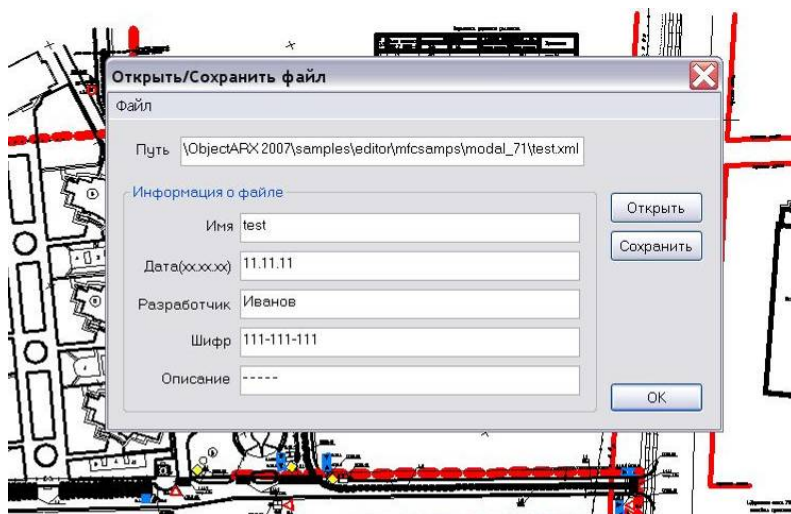 Открыть/Сохранить файл
Файл
Путь \ObjectARX 2007\samples\editor\mfcsamps\modal_71\test.xml
Информация о файле
Имя test
Открыть
Дата(xx.xx.xx) 11.11.11
Сохранить
Разработчик Иванов
Шифр 111-111-111
Описание -----
OK